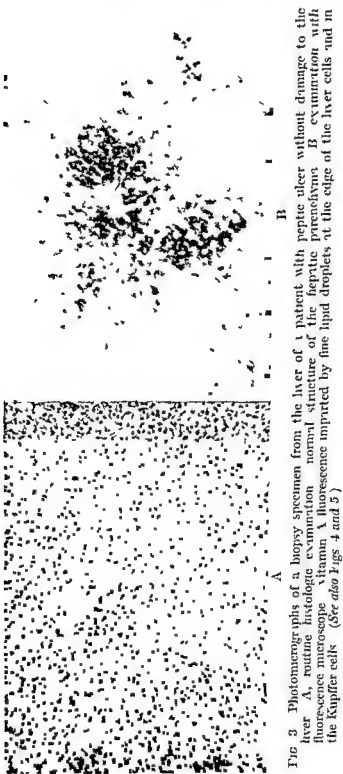 A
B
FIG 3 Photomicrographs of a biopsy specimen from the liver of a patient with peptic ulcer without damage to the
liver A, routine histologic examination normal structure of the hepatic parenchyma B examination with
fluorescence microscope vitamin A fluorescence imparted by fine lipid droplets at the edge of the liver cells and in
the Kupffer cells (See also Figs 4 and 5)